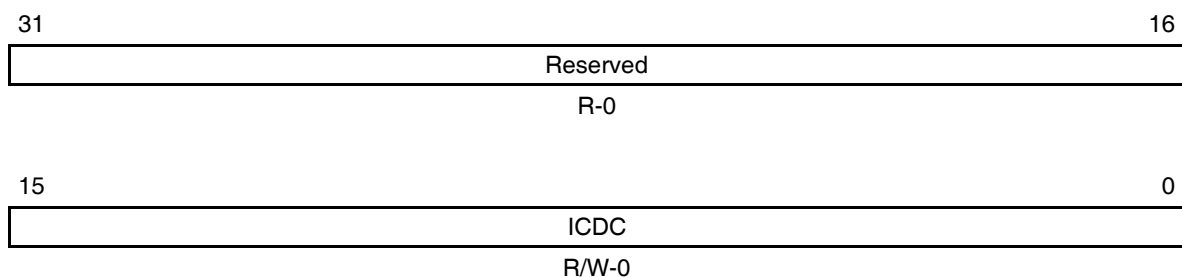 31 16
Reserved
R-0
15 0
ICDC
R/W-0